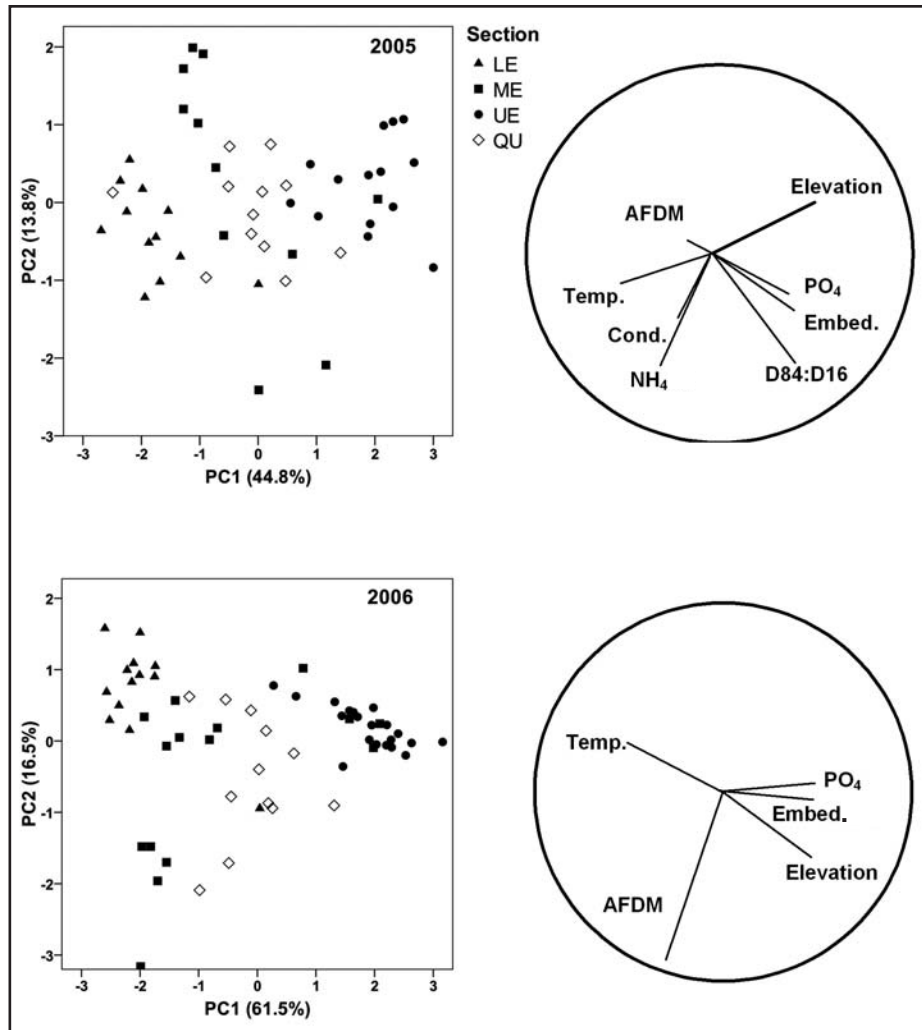 2005
2
1
0
-1
-2
-3
PC2 (13.8%)
-3 -2 -1 0 1 2 3
PC1 (44.8%)
Section
LE
ME
UE
QU
Elevation
AFDM
Temp.
PO₄
Embed.
Cond.
NH₄
D84:D16
2006
2
1
0
-1
-2
-3
PC2 (16.5%)
-3 -2 -1 0 1 2 3
PC1 (61.5%)
Temp.
PO₄
Embed.
Elevation
AFDM